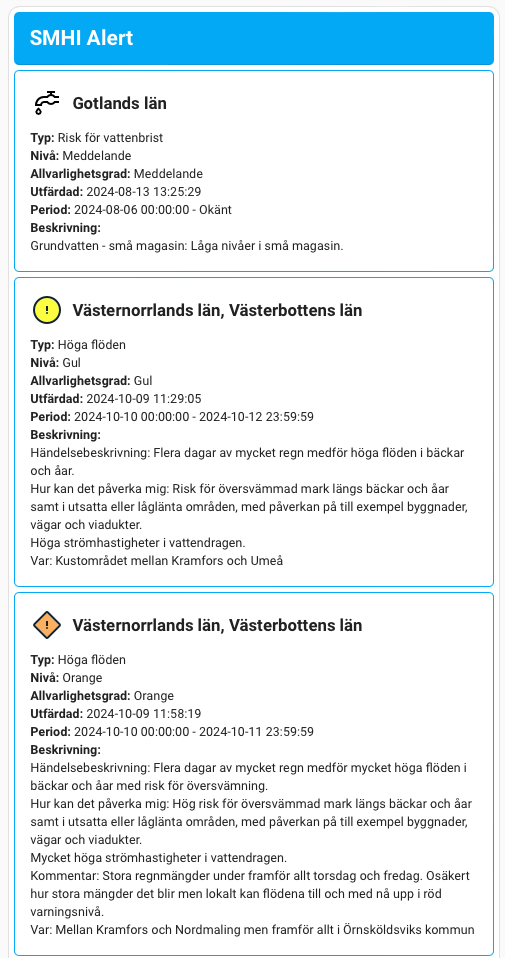 SMHI Alert
Gotlands län
Typ: Risk för vattenbrist
Nivå: Meddelande
Allvarlighetsgrad: Meddelande
Utfärdad: 2024-08-13 13:25:29
Period: 2024-08-06 00:00:00 - Okänt
Beskrivning:
Grundvatten - små magasin: Låga nivåer i små magasin.
!
Västernorrlands län, Västerbottens län
Typ: Höga flöden
Nivå: Gul
Allvarlighetsgrad: Gul
Utfärdad: 2024-10-09 11:29:05
Period: 2024-10-10 00:00:00 - 2024-10-12 23:59:59
Beskrivning:
Händelsebeskrivning: Flera dagar av mycket regn medför höga flöden i bäckar
och åar.
Hur kan det påverka mig: Risk för översvämmad mark längs bäckar och åar
samt i utsatta eller låglänta områden, med påverkan på till exempel byggnader,
vägar och viadukter.
Höga strömhastigheter i vattendragen.
Var: Kustområdet mellan Kramfors och Umeå
!
Västernorrlands län, Västerbottens län
Typ: Höga flöden
Nivå: Orange
Allvarlighetsgrad: Orange
Utfärdad: 2024-10-09 11:58:19
Period: 2024-10-10 00:00:00 - 2024-10-11 23:59:59
Beskrivning:
Händelsebeskrivning: Flera dagar av mycket regn medför mycket höga flöden i
bäckar och åar med risk för översvämning.
Hur kan det påverka mig: Hög risk för översvämmad mark längs bäckar och åar
samt i utsatta eller låglänta områden, med påverkan på till exempel byggnader,
vägar och viadukter.
Mycket höga strömhastigheter i vattendragen.
Kommentar: Stora regnmängder under framför allt torsdag och fredag. Osäkert
hur stora mängder det blir men lokalt kan flödena till och med nå upp i röd
varningsnivå.
Var: Mellan Kramfors och Nordmaling men framför allt i Örnsköldsviks kommun